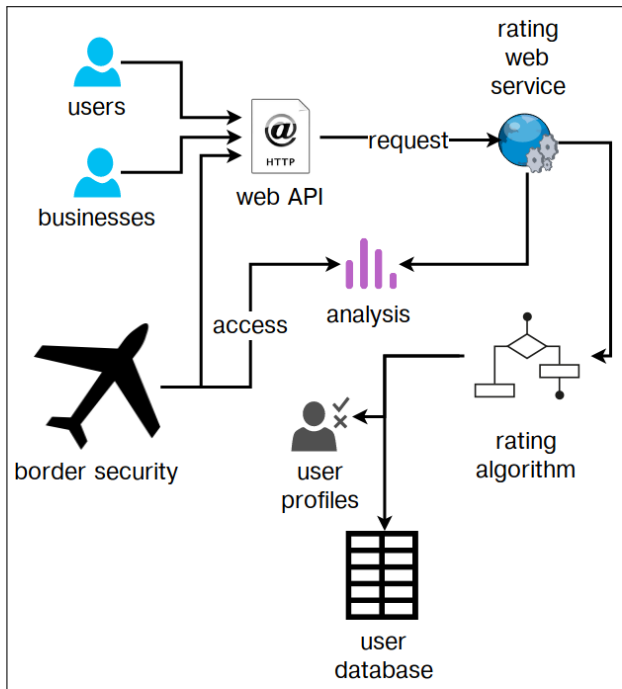 rating
web
service
users
@
HTTP
request
businesses
web API
access
analysis
border security
user
profiles
rating
algorithm
user
database